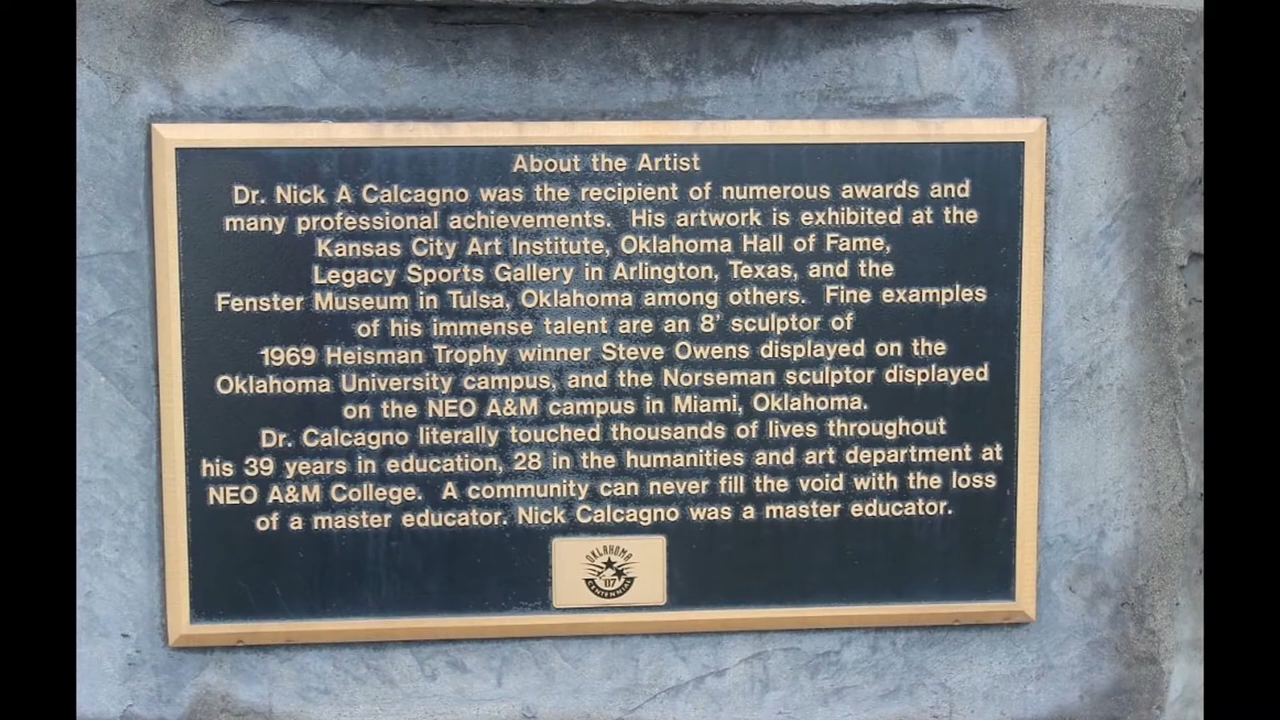 About the Artist
Dr. Nick A Calcagno was the recipient of numerous awards and
many professional achievements. His artwork is exhibited at the
Kansas City Art Institute, Oklahoma Hall of Fame,
Legacy Sports Gallery in Arlington, Texas, and the
Fenster Museum in Tulsa, Oklahoma among others. Fine examples
of his immense talent are an 8' sculptor of
1969 Heisman Trophy winner Steve Owens displayed on the
Oklahoma University campus, and the Norseman sculptor displayed
on the NEO A&M campus in Miami, Oklahoma.
Dr. Calcagno literally touched thousands of lives throughout
his 39 years in education, 28 in the humanities and art department at
NEO A&M College. A community can never fill the void with the loss
of a master educator. Nick Calcagno was a master educator.
OKLAHOMA
'07
CENTENNIAL